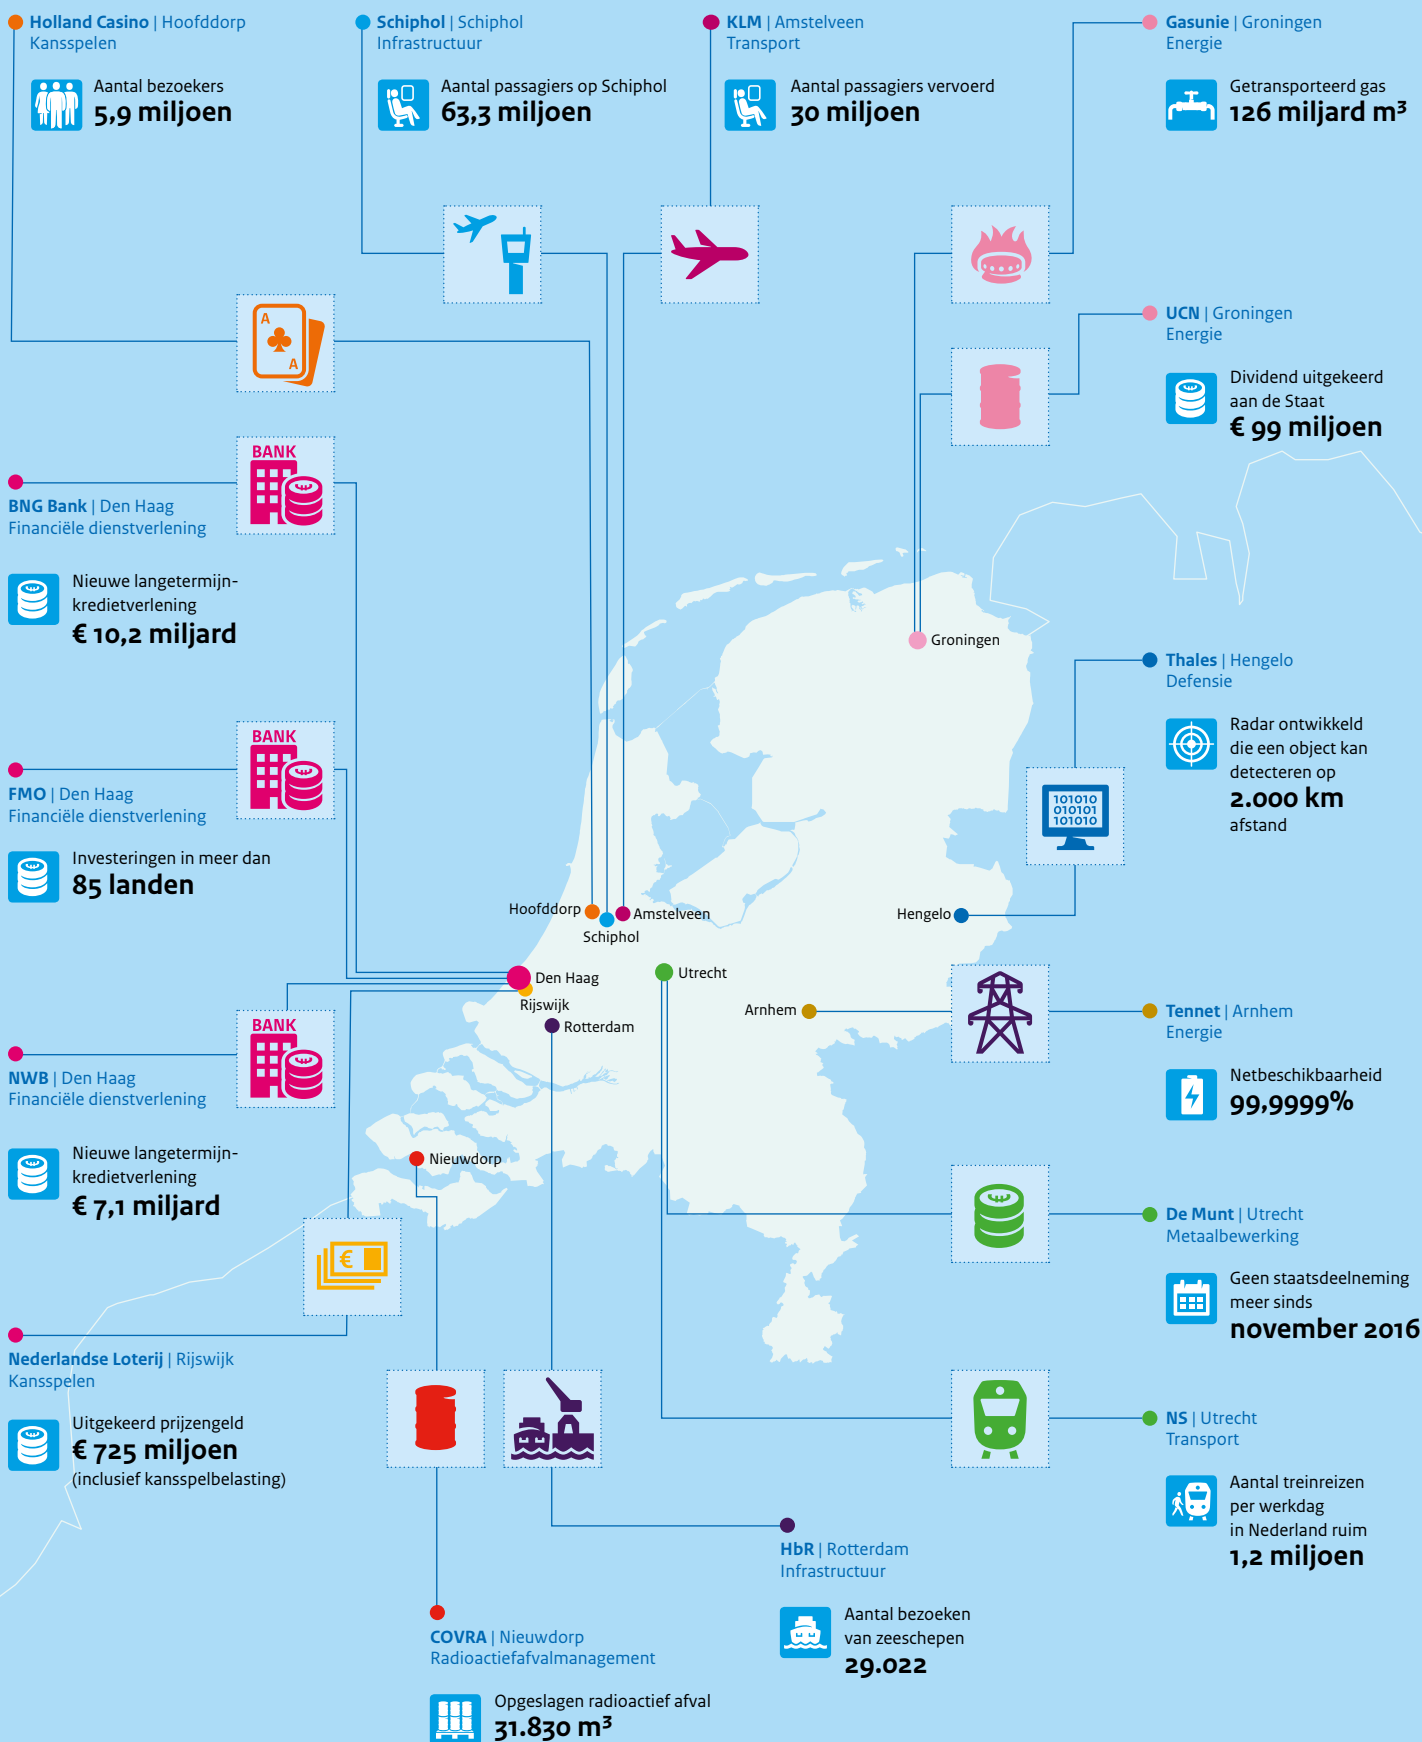 Holland Casino | Hoofddorp
Kansspelen
Aantal bezoekers
5,9 miljoen
Schiphol | Schiphol
Infrastructuur
Aantal passagiers op Schiphol
63,3 miljoen
KLM | Amstelveen
Transport
Aantal passagiers vervoerd
30 miljoen
Gasunie | Groningen
Energie
Getransporteerd gas
126 miljard m³
A
A
UCN | Groningen
Energie
Dividend uitgekeerd
aan de Staat
€ 99 miljoen
BANK
BNG Bank | Den Haag
Financiële dienstverlening
Nieuwe langetermijn-
kredietverlening
€ 10,2 miljard
Groningen
Thales | Hengelo
Defensie
Radar ontwikkeld
die een object kan
detecteren op
2.000 km
afstand
101010
010101
101010
BANK
FMO | Den Haag
Financiële dienstverlening
Investeringen in meer dan
85 landen
Hoofddorp
Amstelveen
Schiphol
Hengelo
Den Haag
Utrecht
Rijswijk
Rotterdam
Arnhem
Tennet | Arnhem
Energie
Netbeschikbaarheid
99,9999%
BANK
NWB | Den Haag
Financiële dienstverlening
Nieuwe langetermijn-
kredietverlening
€ 7,1 miljard
Nieuwdorp
De Munt | Utrecht
Metaalbewerking
Geen staatsdeelneming
meer sinds
november 2016
€
Nederlandse Loterij | Rijswijk
Kansspelen
Uitgekeerd prijzengeld
€ 725 miljoen
(inclusief kansspelbelasting)
NS | Utrecht
Transport
Aantal treinreizen
per werkdag
in Nederland ruim
1,2 miljoen
HbR | Rotterdam
Infrastructuur
Aantal bezoeken
van zeeschepen
29.022
COVRA | Nieuwdorp
Radioactiefafvalmanagement
Opgeslagen radioactief afval
31.830 m³